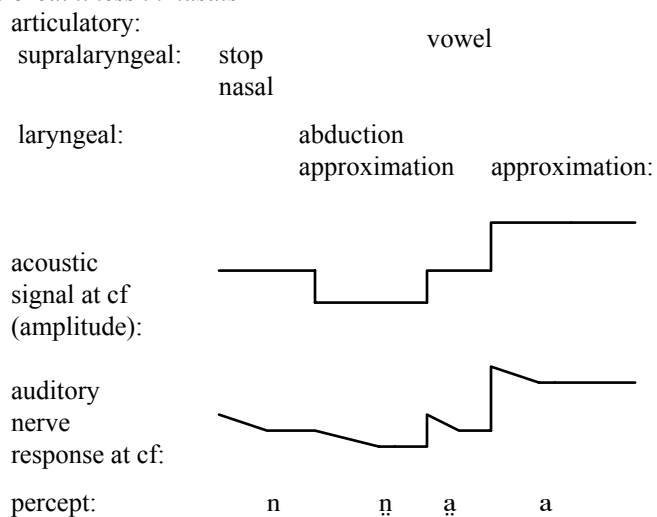 articulatory:
vowel
supralaryngeal: stop
nasal
laryngeal: abduction
approximation approximation:
acoustic
signal at cf
(amplitude):
auditory
nerve
response at cf:
percept: n n̤ a̤ a